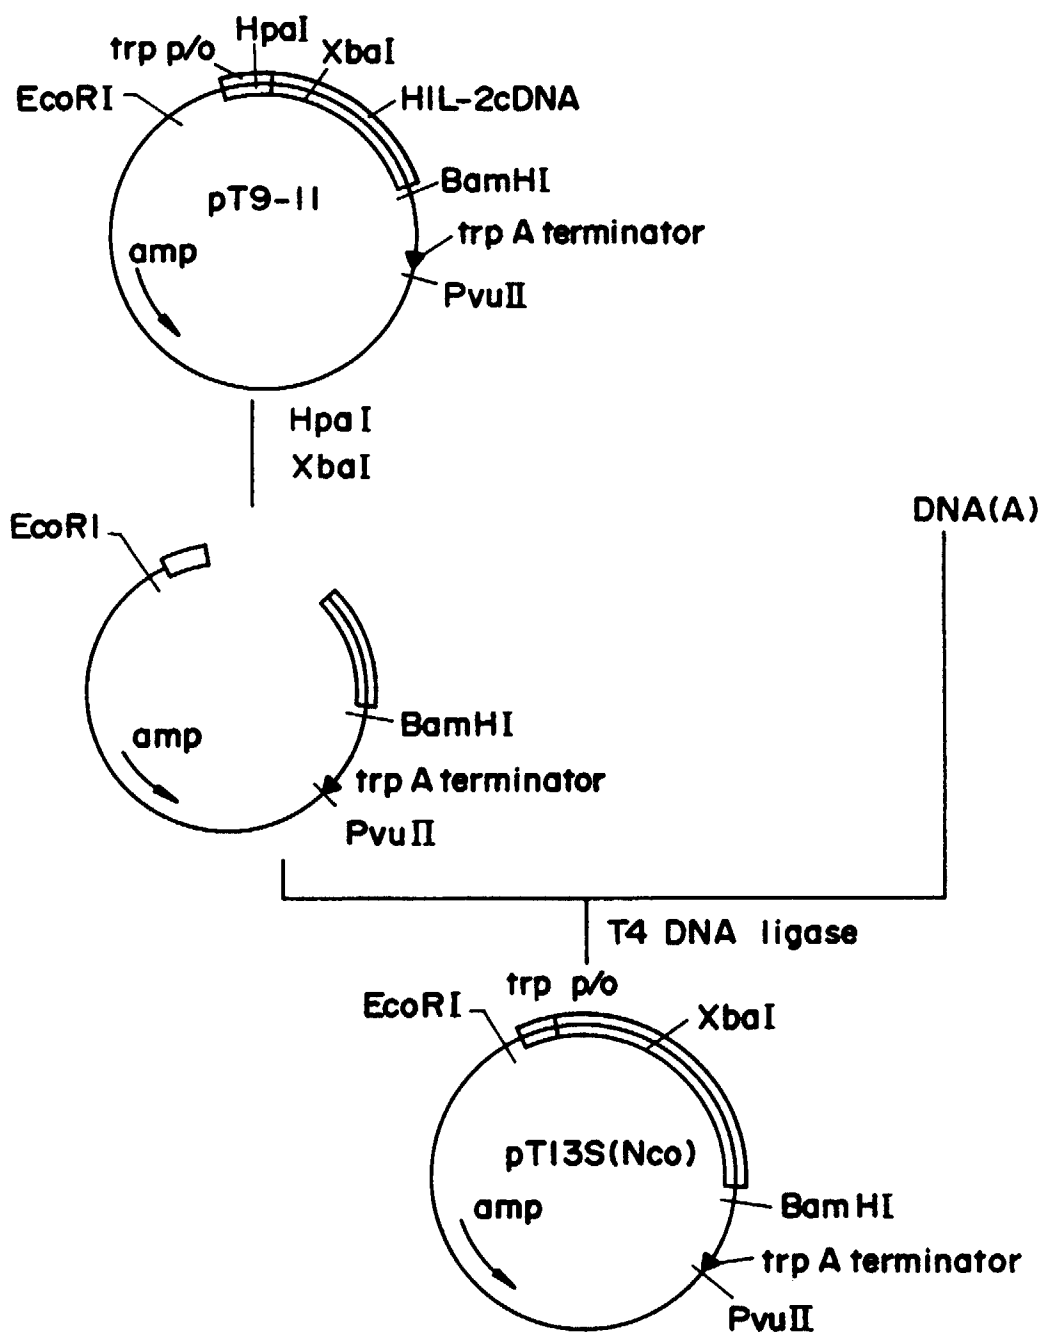 HpaI
trp p/o
XbaI
EcoRI
HIL-2cDNA
BamHI
pT9-11
trp A terminator
amp
PvuII
HpaI
XbaI
EcoRI
DNA(A)
BamHI
amp
trp A terminator
PvuII
T4 DNA ligase
trp p/o
EcoRI
XbaI
pT13S(Nco)
BamHI
amp
trp A terminator
PvuII